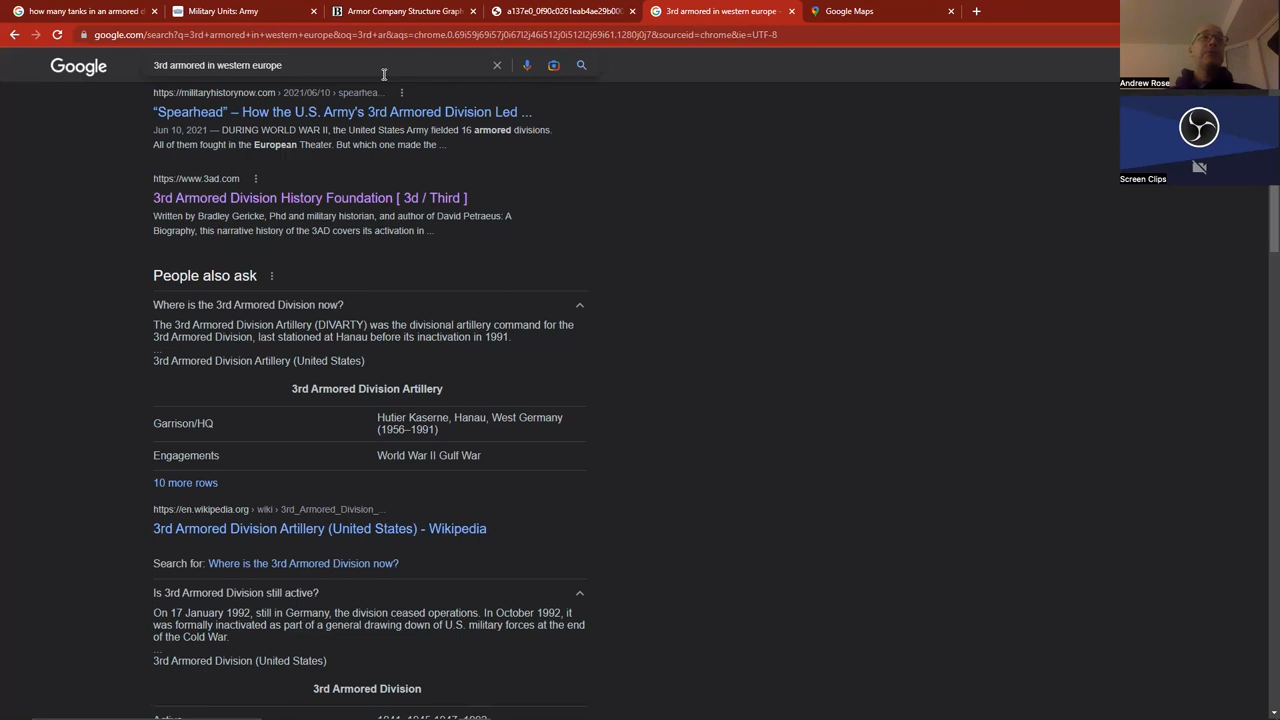 how many tanks in an armored d
Military Units: Army
Armor Company Structure Graph
a137e0_0f90c0261eab4ae29b00
3rd armored in western europe -
Google Maps
google.com/search?q=3rd+armored+in+western+europe&oq=3rd+ar&aqs=chrome.0.69i59j69i57j0i67l2j46i512j0i512l2j69i61.1280j0j7&sourceid=chrome&ie=UTF-8
Google
3rd armored in western europe
https://militaryhistorynow.com › 2021/06/10 › spearhea...
“Spearhead” – How the U.S. Army's 3rd Armored Division Led ...
Jun 10, 2021 — DURING WORLD WAR II, the United States Army fielded 16 armored divisions.
All of them fought in the European Theater. But which one made the ...
https://www.3ad.com
3rd Armored Division History Foundation [ 3d / Third ]
Written by Bradley Gericke, Phd and military historian, and author of David Petraeus: A
Biography, this narrative history of the 3AD covers its activation in ...
People also ask
Where is the 3rd Armored Division now?
The 3rd Armored Division Artillery (DIVARTY) was the divisional artillery command for the
3rd Armored Division, last stationed at Hanau before its inactivation in 1991.
...
3rd Armored Division Artillery (United States)
3rd Armored Division Artillery
Garrison/HQ
Hutier Kaserne, Hanau, West Germany
(1956–1991)
Engagements
World War II Gulf War
10 more rows
https://en.wikipedia.org › wiki › 3rd_Armored_Division_...
3rd Armored Division Artillery (United States) - Wikipedia
Search for: Where is the 3rd Armored Division now?
Is 3rd Armored Division still active?
On 17 January 1992, still in Germany, the division ceased operations. In October 1992, it
was formally inactivated as part of a general drawing down of U.S. military forces at the end
of the Cold War.
...
3rd Armored Division (United States)
3rd Armored Division
Andrew Rose
Screen Clips